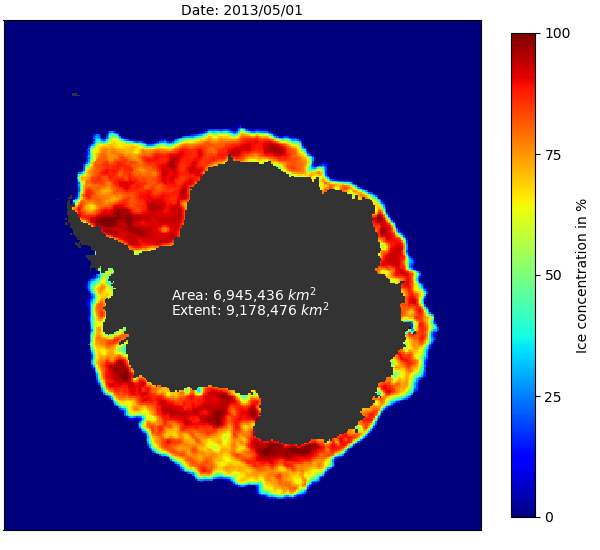 Date: 2013/05/01
100
75
50
25
0
Ice concentration in %
Area: 6,945,436 km²
Extent: 9,178,476 km²